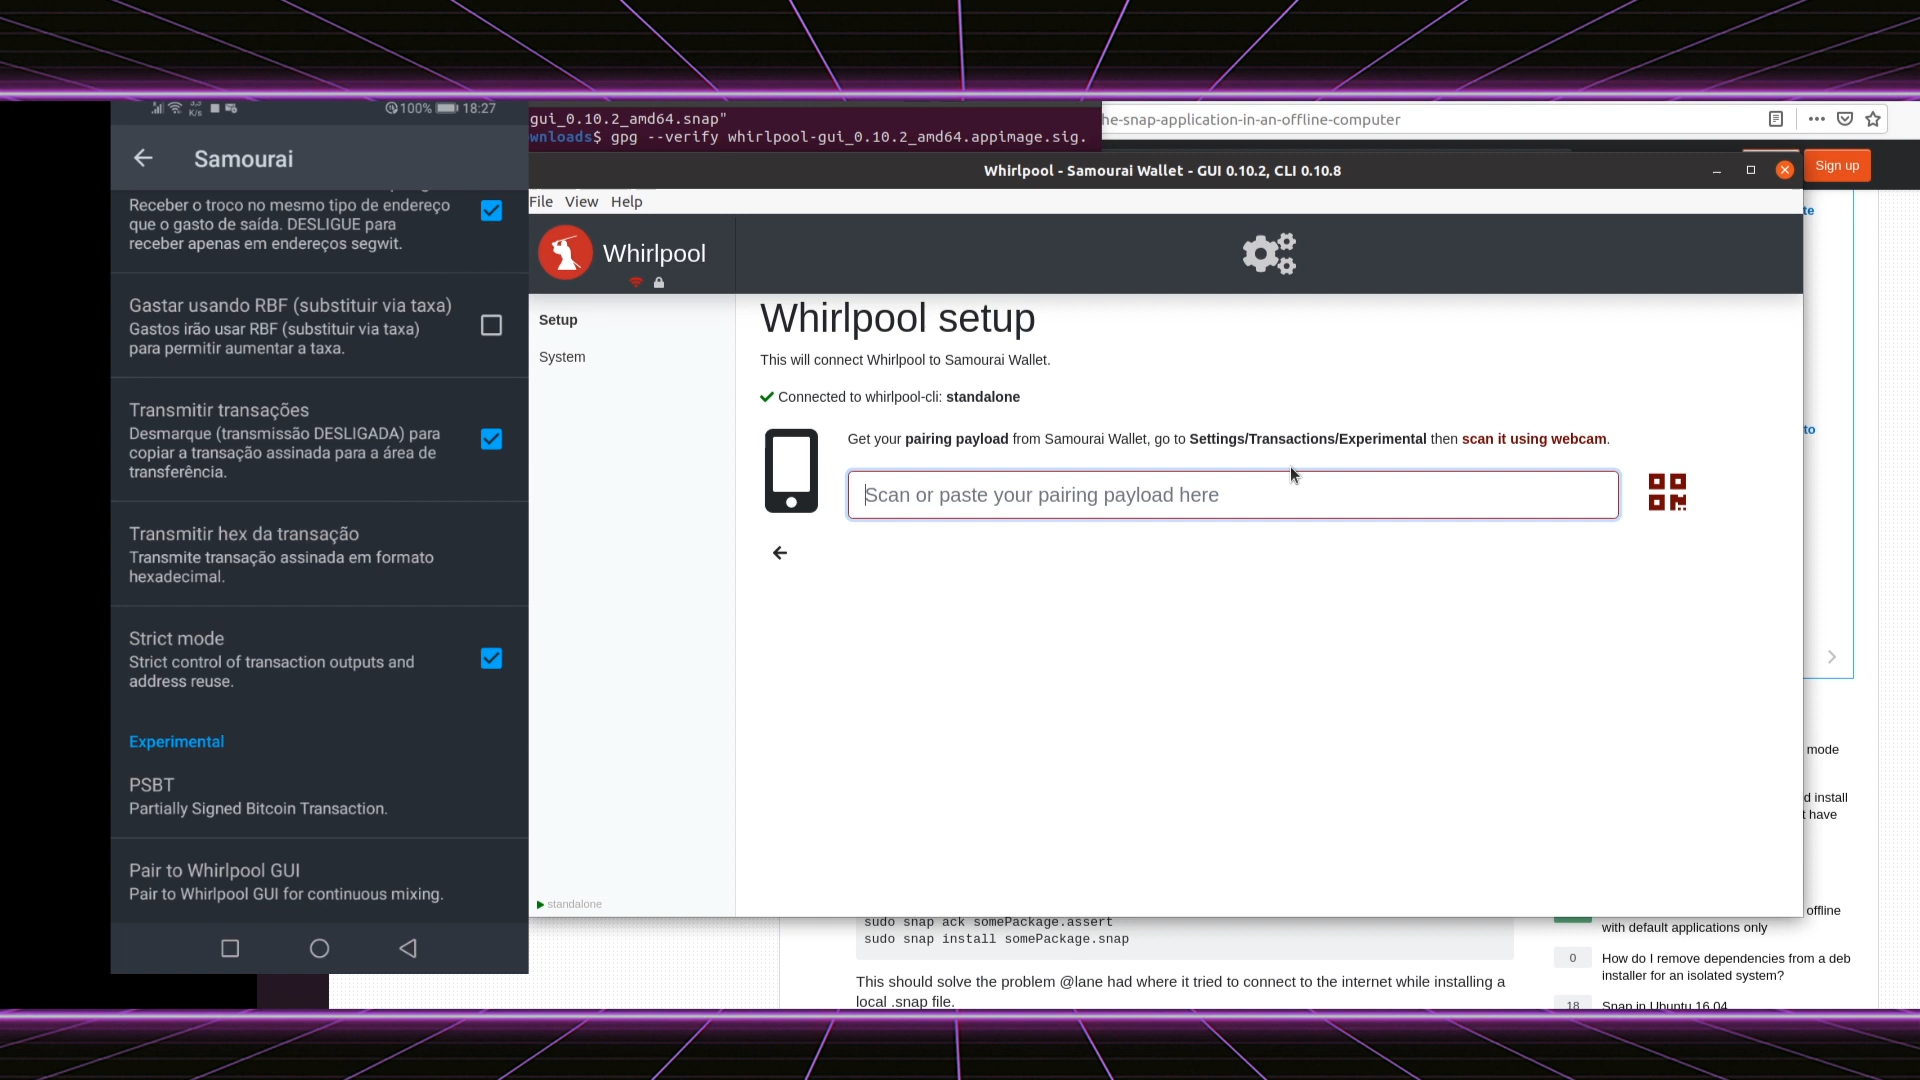 100% 18:27
K/s
Samourai
Receber o troco no mesmo tipo de endereço
que o gasto de saída. DESLIGUE para
receber apenas em endereços segwit.
Gastar usando RBF (substituir via taxa)
Gastos irão usar RBF (substituir via taxa)
para permitir aumentar a taxa.
Transmitir transações
Desmarque (transmissão DESLIGADA) para
copiar a transação assinada para a área de
transferência.
Transmitir hex da transação
Transmite transação assinada em formato
hexadecimal.
Strict mode
Strict control of transaction outputs and
address reuse.
Experimental
PSBT
Partially Signed Bitcoin Transaction.
Pair to Whirlpool GUI
Pair to Whirlpool GUI for continuous mixing.
gui_0.10.2_amd64.snap"
wnloads$ gpg --verify whirlpool-gui_0.10.2_amd64.appimage.sig.
he-snap-application-in-an-offline-computer
Sign up
Whirlpool - Samourai Wallet - GUI 0.10.2, CLI 0.10.8
File View Help
Whirlpool
Setup
System
Whirlpool setup
This will connect Whirlpool to Samourai Wallet.
Connected to whirlpool-cli: standalone
Get your pairing payload from Samourai Wallet, go to Settings/Transactions/Experimental then scan it using webcam.
Scan or paste your pairing payload here
standalone
te
to
mode
d install
t have
offline
with default applications only
0 How do I remove dependencies from a deb
installer for an isolated system?
18 Snap in Ubuntu 16.04
sudo snap ack somePackage.assert
sudo snap install somePackage.snap
This should solve the problem @lane had where it tried to connect to the internet while installing a
local .snap file.